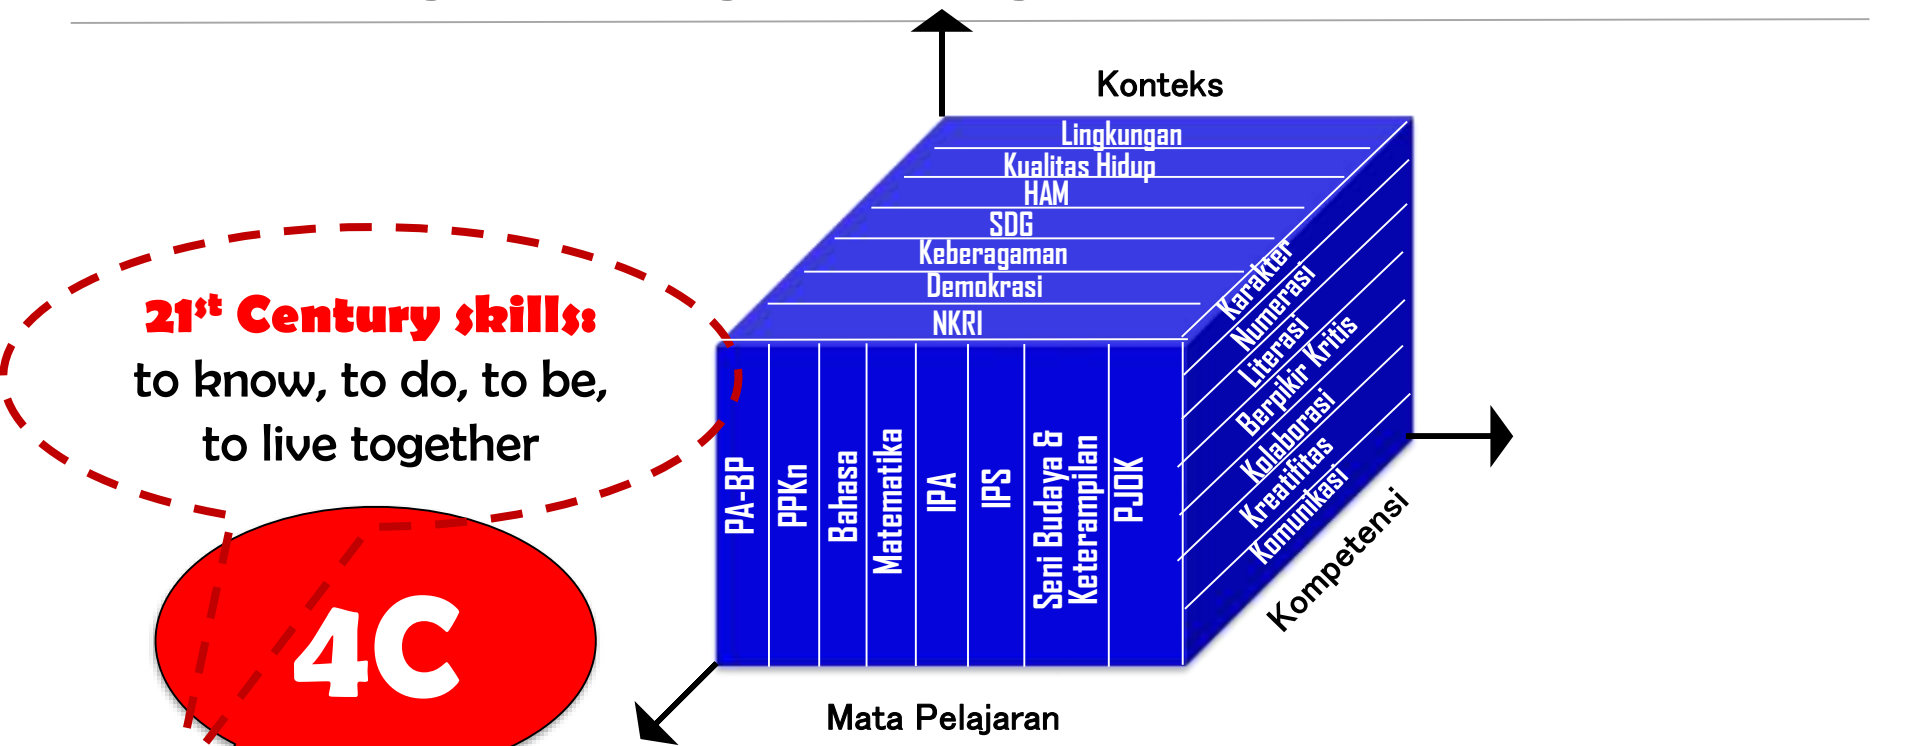 Konteks
Lingkungan
Kualitas Hidup
HAM
SDG
Keberagaman
Demokrasi
NKRI
21st Century skills:
to know, to do, to be,
to live together
4C
PA-BP
PPKn
Bahasa
Matematika
IPA
IPS
Seni Budaya &
Keterampilan
PJOK
Karakter
Numerasi
Literasi
Berpikir Kritis
Kolaborasi
Kreatifitas
Komunikasi
Kompetensi
Mata Pelajaran